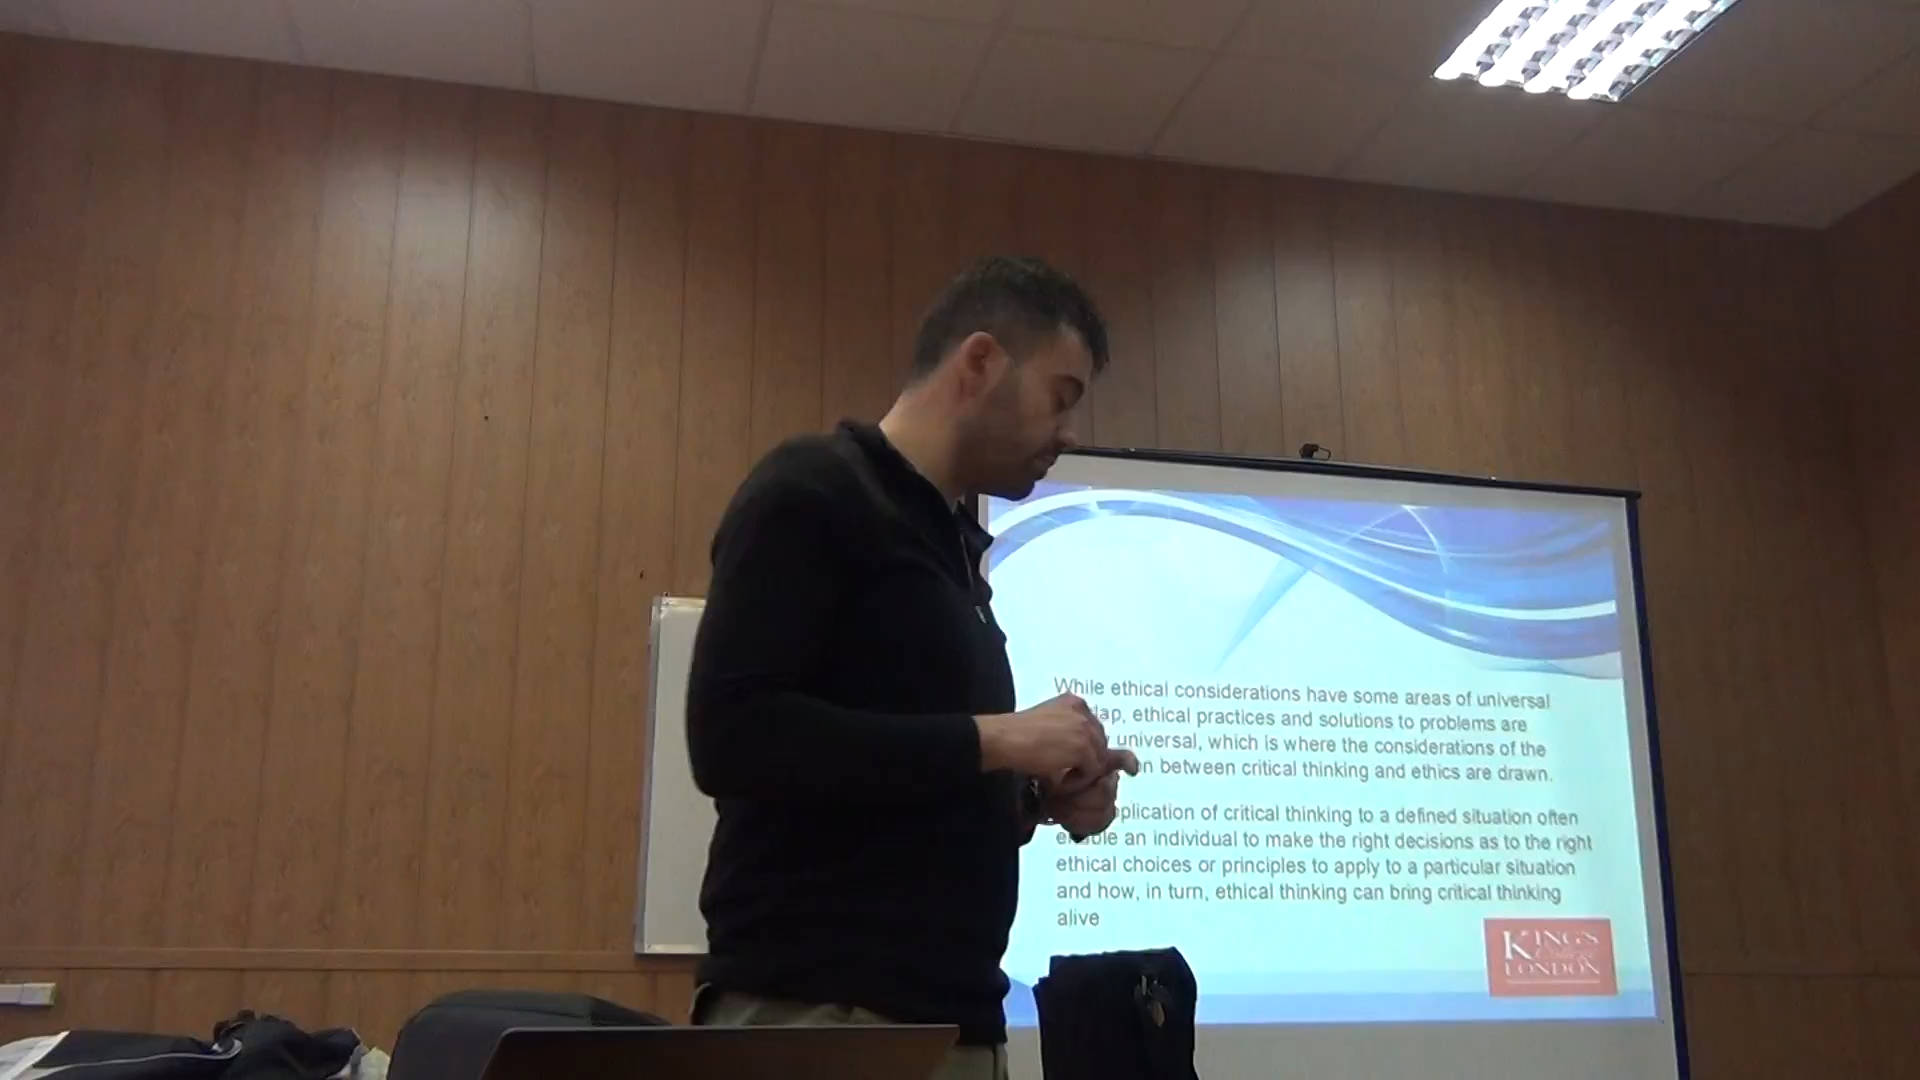 While ethical considerations have some areas of universal
lap, ethical practices and solutions to problems are
universal, which is where the considerations of the
on between critical thinking and ethics are drawn.
plication of critical thinking to a defined situation often
enable an individual to make the right decisions as to the right
ethical choices or principles to apply to a particular situation
and how, in turn, ethical thinking can bring critical thinking
alive
KING'S
College
LONDON